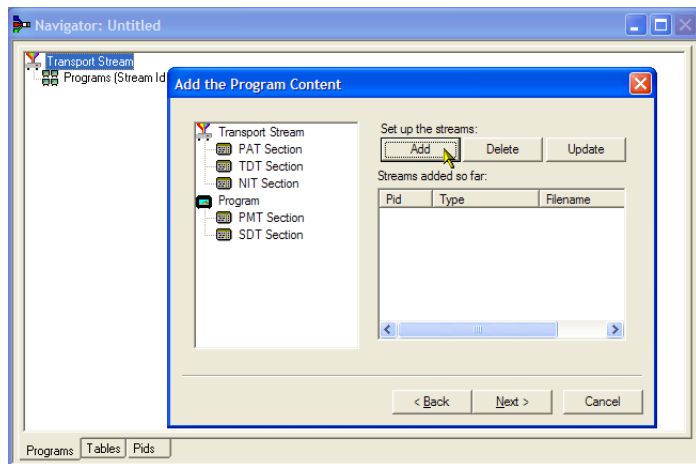 Navigator: Untitled
Transport Stream
Programs (Stream Id
Add the Program Content
Transport Stream
PAT Section
TDT Section
NIT Section
Program
PMT Section
SDT Section
Set up the streams:
Add Delete Update
Streams added so far:
Pid Type Filename
< Back Next > Cancel
Programs Tables Pids